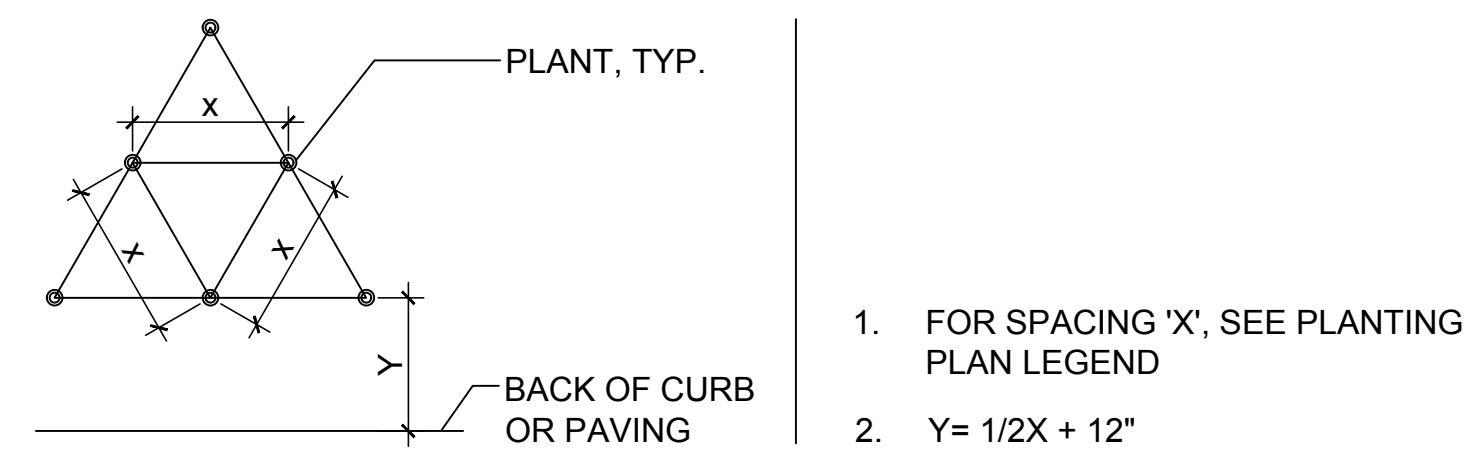 PLANT, TYP.
X
X
X
Y
BACK OF CURB
OR PAVING
1. FOR SPACING 'X', SEE PLANTING
PLAN LEGEND
2. Y= 1/2X + 12"